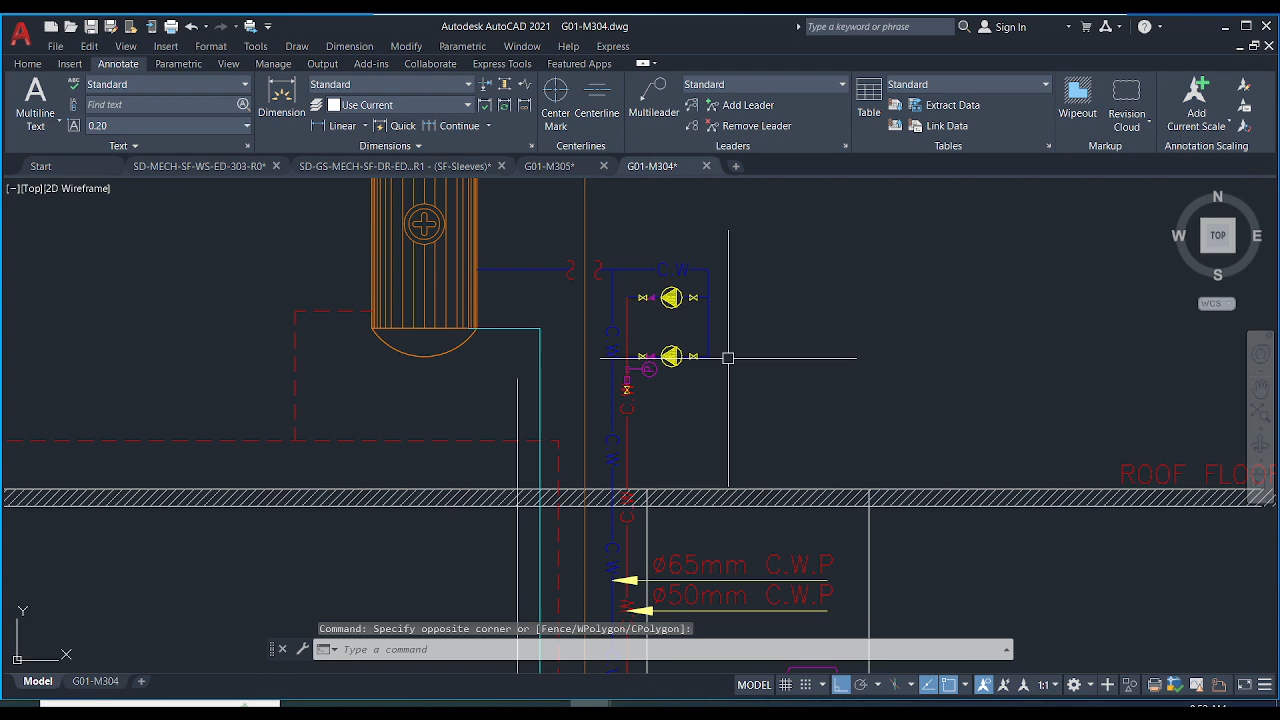 Autodesk AutoCAD 2021 G01-M304.dwg
Type a keyword or phrase
Sign In
File Edit View Insert Format Tools Draw Dimension Modify Parametric Window Help Express
Home Insert Annotate Parametric View Manage Output Add-ins Collaborate Express Tools Featured Apps
Multiline
Text
Standard
Find text
0.20
Text
Dimension
Standard
Use Current
Linear Quick Continue
Dimensions
Center
Mark
Centerline
Centerlines
Multileader
Standard
Add Leader
Remove Leader
Leaders
Table
Standard
Extract Data
Link Data
Tables
Wipeout
Revision
Cloud
Markup
Add
Current Scale
Annotation Scaling
Start
SD-MECH-SF-WS-ED-303-R0*
SD-GS-MECH-SF-DR-ED...R1 - (SF-Sleeves)*
G01-M305*
G01-M304*
[−][Top][2D Wireframe]
N
W TOP E
S
WCS
C.W
C.W
P
C.W
C.W
ROOF FLOO
C.W
C.W
ø65mm C.W.P
ø50mm C.W.P
W
Y
X
Command: Specify opposite corner or [Fence/WPolygon/CPolygon]:
Type a command
Model G01-M304
MODEL
1:1